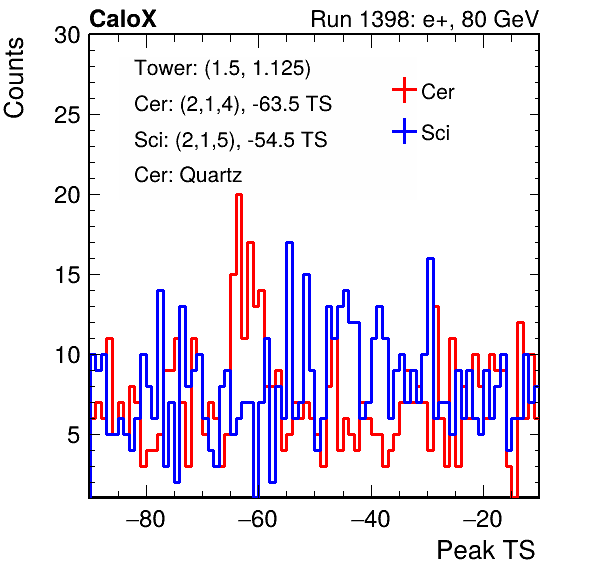 CaloX Run 1398: e+, 80 GeV
Counts
30
25
20
15
10
5
Tower: (1.5, 1.125)
Cer: (2,1,4), -63.5 TS
Sci: (2,1,5), -54.5 TS
Cer: Quartz
Cer
Sci
−80 −60 −40 −20
Peak TS